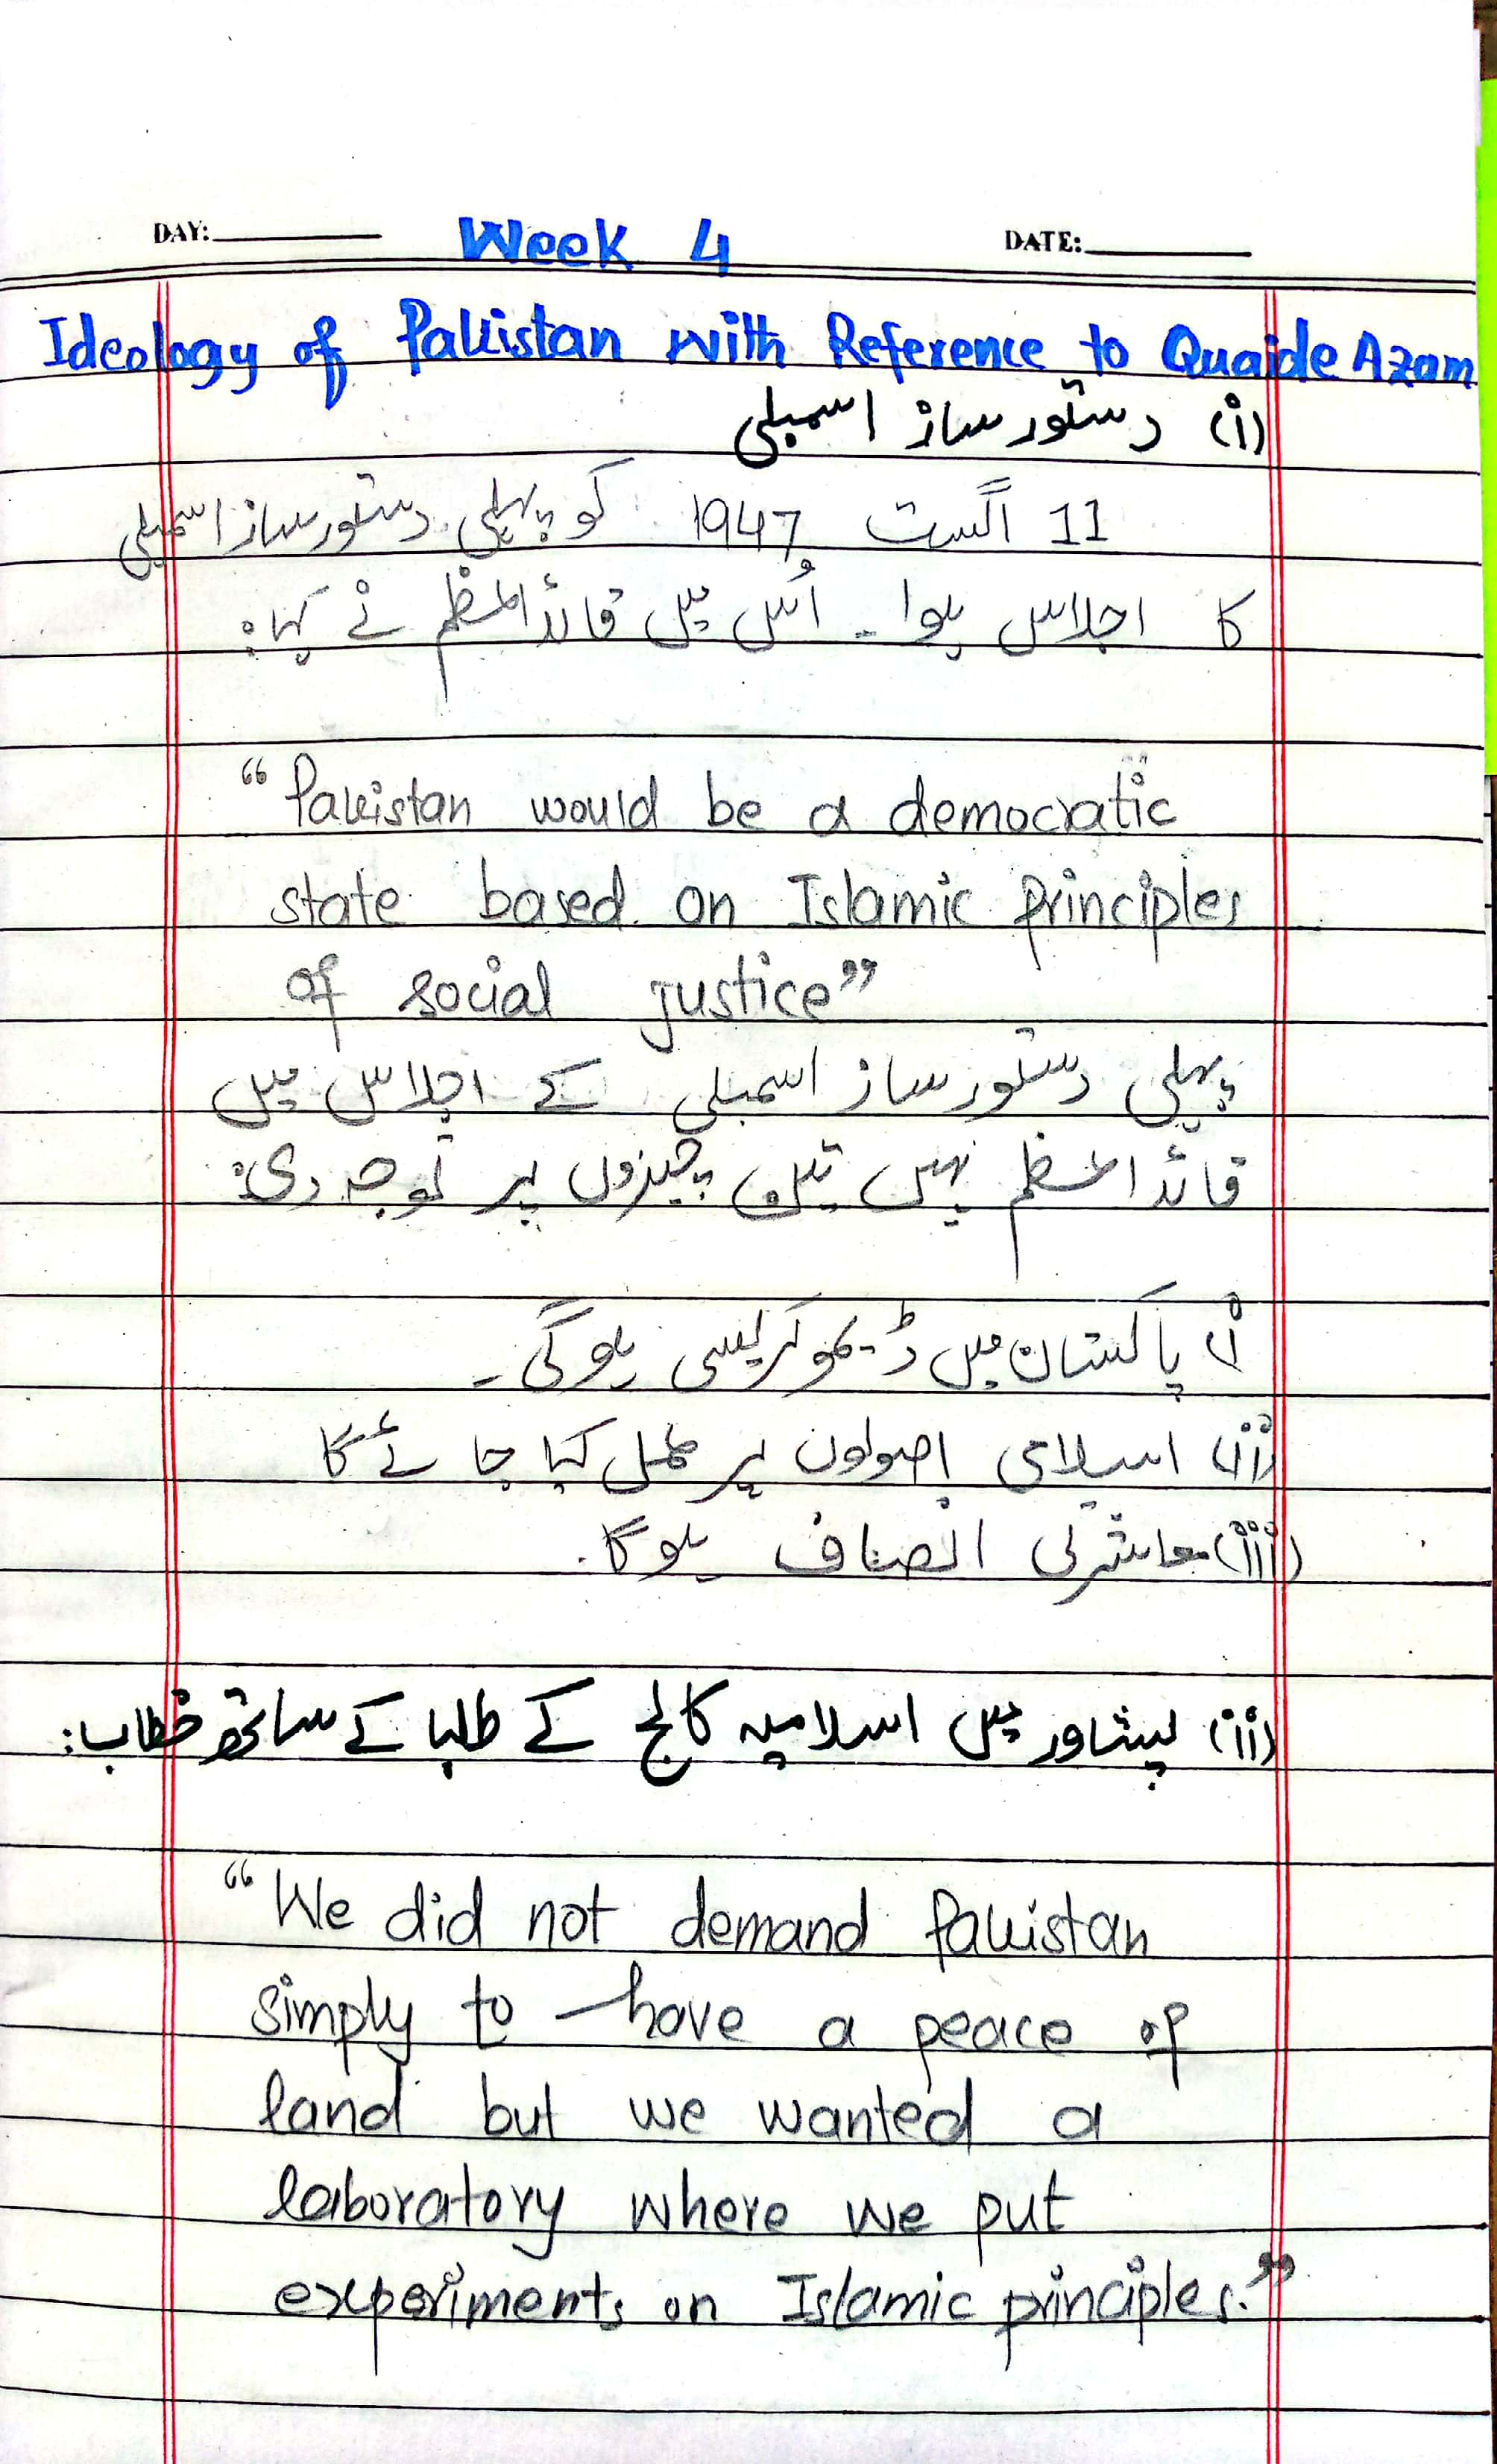 DAY: Week 4 DATE:
Ideology of Pakistan with Reference to Quaide Azam
(i) دستور ساز اسمبلی
11 اگست 1947 کو پہلی دستور ساز اسمبلی
کا اجلاس ہوا۔ اُس میں قائد اعظم نے کہا:
“Pakistan would be a democratic
state based on Islamic principles
of social justice”
پہلی دستور ساز اسمبلی کے اجلاس میں
قائد اعظم نہیں تین چیزوں پر توجہ دی:
i) پاکستان میں ڈیموکریسی ہوگی۔
ii) اسلامی اصولوں پر عمل کیا جائے گا
(iii) معاشرتی انصاف ہوگا.
(ii) پشاور میں اسلامیہ کالج کے طلبا کے ساتھ خطاب:
“We did not demand Pakistan
simply to have a peace of
land but we wanted a
laboratory where we put
experiments on Islamic principles.”